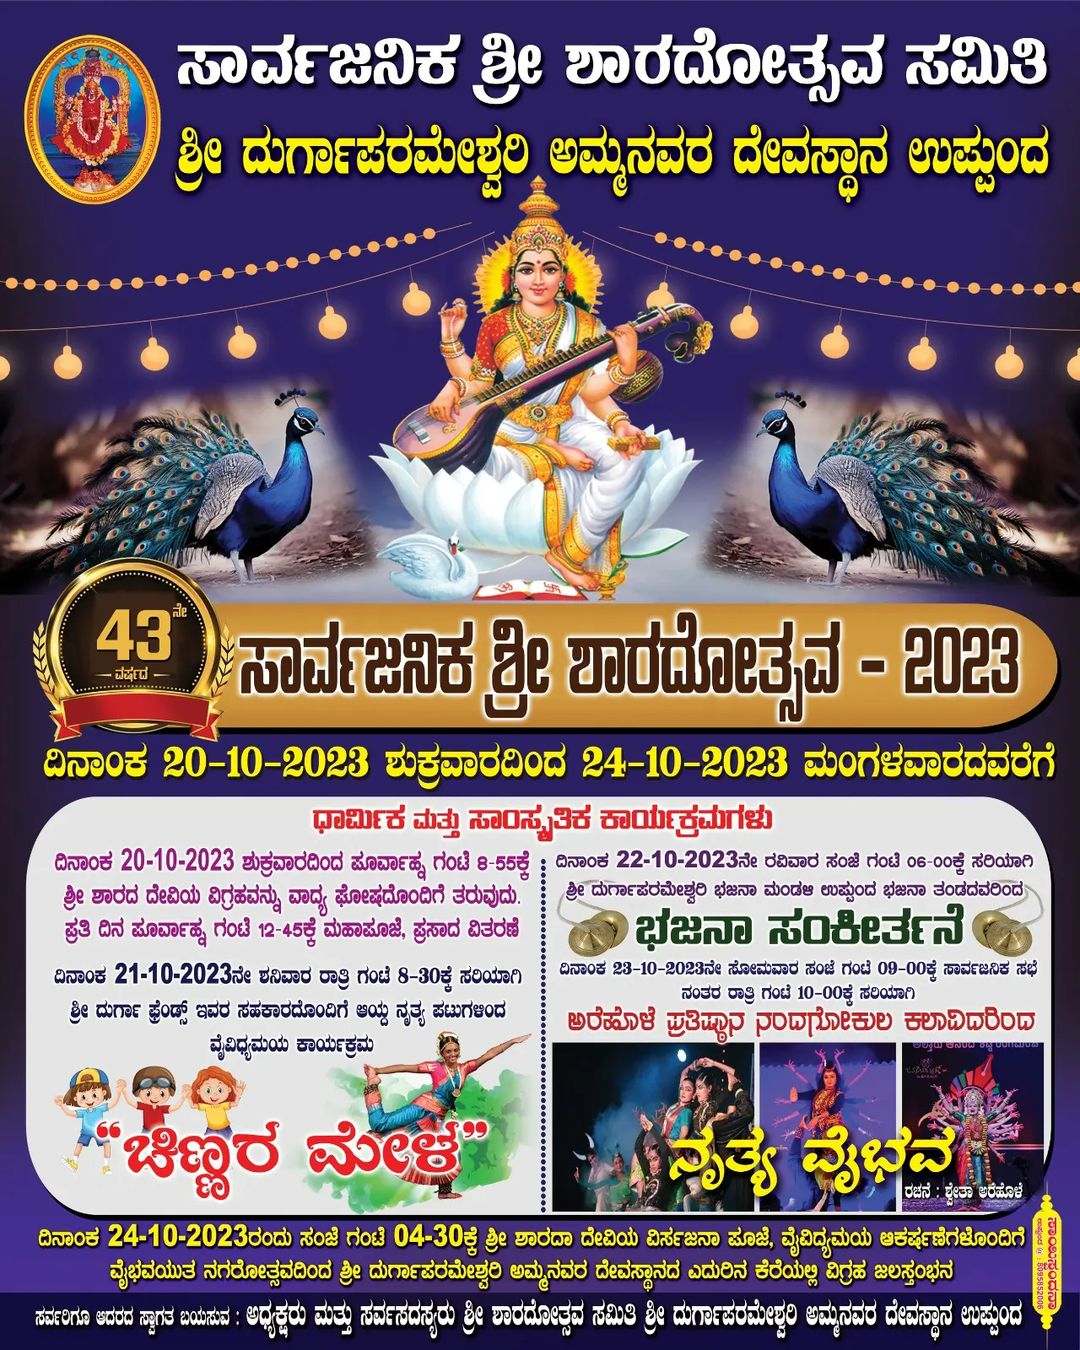 ಸಾರ್ವಜನಿಕ ಶ್ರೀ ಶಾರದೋತ್ಸವ ಸಮಿತಿ
ಶ್ರೀ ದುರ್ಗಾಪರಮೇಶ್ವರಿ ಅಮ್ಮನವರ ದೇವಸ್ಥಾನ ಉಪ್ಪುಂದ
43ನೇ
ವರ್ಷದ
ಸಾರ್ವಜನಿಕ ಶ್ರೀ ಶಾರದೋತ್ಸವ - 2023
ದಿನಾಂಕ 20-10-2023 ಶುಕ್ರವಾರದಿಂದ 24-10-2023 ಮಂಗಳವಾರದವರೆಗೆ
ಧಾರ್ಮಿಕ ಮತ್ತು ಸಾಂಸ್ಕೃತಿಕ ಕಾರ್ಯಕ್ರಮಗಳು
ದಿನಾಂಕ 20-10-2023 ಶುಕ್ರವಾರದಿಂದ ಪೂರ್ವಾಹ್ನ ಗಂಟೆ 8-55ಕ್ಕೆ
ಶ್ರೀ ಶಾರದ ದೇವಿಯ ವಿಗ್ರಹವನ್ನು ವಾದ್ಯ ಘೋಷದೊಂದಿಗೆ ತರುವುದು.
ಪ್ರತಿ ದಿನ ಪೂರ್ವಾಹ್ನ ಗಂಟೆ 12-45ಕ್ಕೆ ಮಹಾಪೂಜೆ, ಪ್ರಸಾದ ವಿತರಣೆ
ದಿನಾಂಕ 21-10-2023ನೇ ಶನಿವಾರ ರಾತ್ರಿ ಗಂಟೆ 8-30ಕ್ಕೆ ಸರಿಯಾಗಿ
ಶ್ರೀ ದುರ್ಗಾ ಫ್ರೆಂಡ್ಸ್ ಇವರ ಸಹಕಾರದೊಂದಿಗೆ ಆಯ್ದ ನೃತ್ಯ ಪಟುಗಳಿಂದ
ವೈವಿಧ್ಯಮಯ ಕಾರ್ಯಕ್ರಮ
“ಚಿಣ್ಣರ ಮೇಳ”
ದಿನಾಂಕ 22-10-2023ನೇ ರವಿವಾರ ಸಂಜೆ ಗಂಟೆ 06-00ಕ್ಕೆ ಸರಿಯಾಗಿ
ಶ್ರೀ ದುರ್ಗಾಪರಮೇಶ್ವರಿ ಭಜನಾ ಮಂಡಳಿ ಉಪ್ಪುಂದ ಭಜನಾ ತಂಡದವರಿಂದ
ಭಜನಾ ಸಂಕೀರ್ತನೆ
ದಿನಾಂಕ 23-10-2023ನೇ ಸೋಮವಾರ ಸಂಜೆ ಗಂಟೆ 09-00ಕ್ಕೆ ಸಾರ್ವಜನಿಕ ಸಭೆ
ನಂತರ ರಾತ್ರಿ ಗಂಟೆ 10-00ಕ್ಕೆ ಸರಿಯಾಗಿ
ಅರೆಹೊಳೆ ಪ್ರತಿಷ್ಠಾನ ನಂದಗೋಕುಲ ಕಲಾವಿದರಿಂದ
ನೃತ್ಯ ವೈಭವ
ರಚನೆ : ಶ್ವೇತಾ ಅರೆಹೊಳೆ
ದಿನಾಂಕ 24-10-2023ರಂದು ಸಂಜೆ ಗಂಟೆ 04-30ಕ್ಕೆ ಶ್ರೀ ಶಾರದಾ ದೇವಿಯ ವಿರ್ಸಜನಾ ಪೂಜೆ, ವೈವಿದ್ಯಮಯ ಆಕರ್ಷಣೆಗಳೊಂದಿಗೆ
ವೈಭವಯುತ ನಗರೋತ್ಸವದಿಂದ ಶ್ರೀ ದುರ್ಗಾಪರಮೇಶ್ವರಿ ಅಮ್ಮನವರ ದೇವಸ್ಥಾನದ ಎದುರಿನ ಕೆರೆಯಲ್ಲಿ ವಿಗ್ರಹ ಜಲಸ್ತಂಭನ
ಸರ್ವರಿಗೂ ಆದರದ ಸ್ವಾಗತ ಬಯಸುವ : ಅಧ್ಯಕ್ಷರು ಮತ್ತು ಸರ್ವಸದಸ್ಯರು ಶ್ರೀ ಶಾರದೋತ್ಸವ ಸಮಿತಿ ಶ್ರೀ ದುರ್ಗಾಪರಮೇಶ್ವರಿ ಅಮ್ಮನವರ ದೇವಸ್ಥಾನ ಉಪ್ಪುಂದ